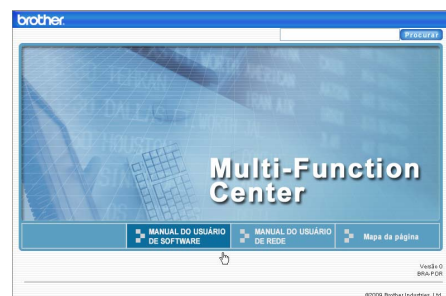 brother
Procurar
Multi-Function
Center
MANUAL DO USUÁRIO
DE SOFTWARE
MANUAL DO USUÁRIO
DE REDE
Mapa da página
Versão 0
BRA-POR
©2009 Brother Industries, Ltd.